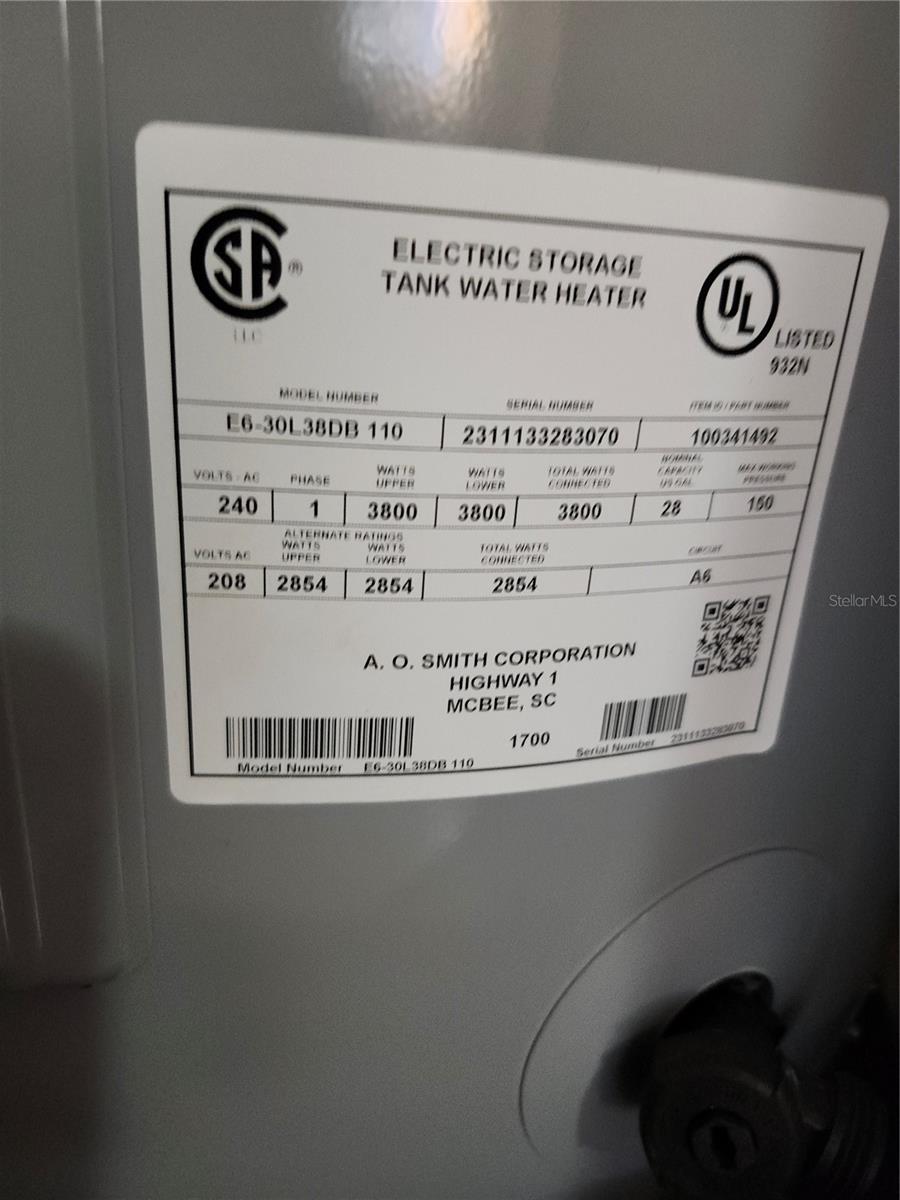 SA ®
LLC
ELECTRIC STORAGE
TANK WATER HEATER
UL
LISTED
932N
MODEL NUMBER SERIAL NUMBER ITEM ID / PART NUMBER
E6-30L38DB 110 2311133283070 100341492
VOLTS - AC PHASE WATTS UPPER WATTS LOWER TOTAL WATTS CONNECTED NOMINAL CAPACITY US GAL MAX WORKING PRESSURE
240 1 3800 3800 3800 28 150
ALTERNATE RATINGS
VOLTS AC WATTS UPPER WATTS LOWER TOTAL WATTS CONNECTED CIRCUIT
208 2854 2854 2854 A6
StellarMLS
A. O. SMITH CORPORATION
HIGHWAY 1
MCBEE, SC
1700
Model Number E6-30L38DB 110
Serial Number 2311133283070